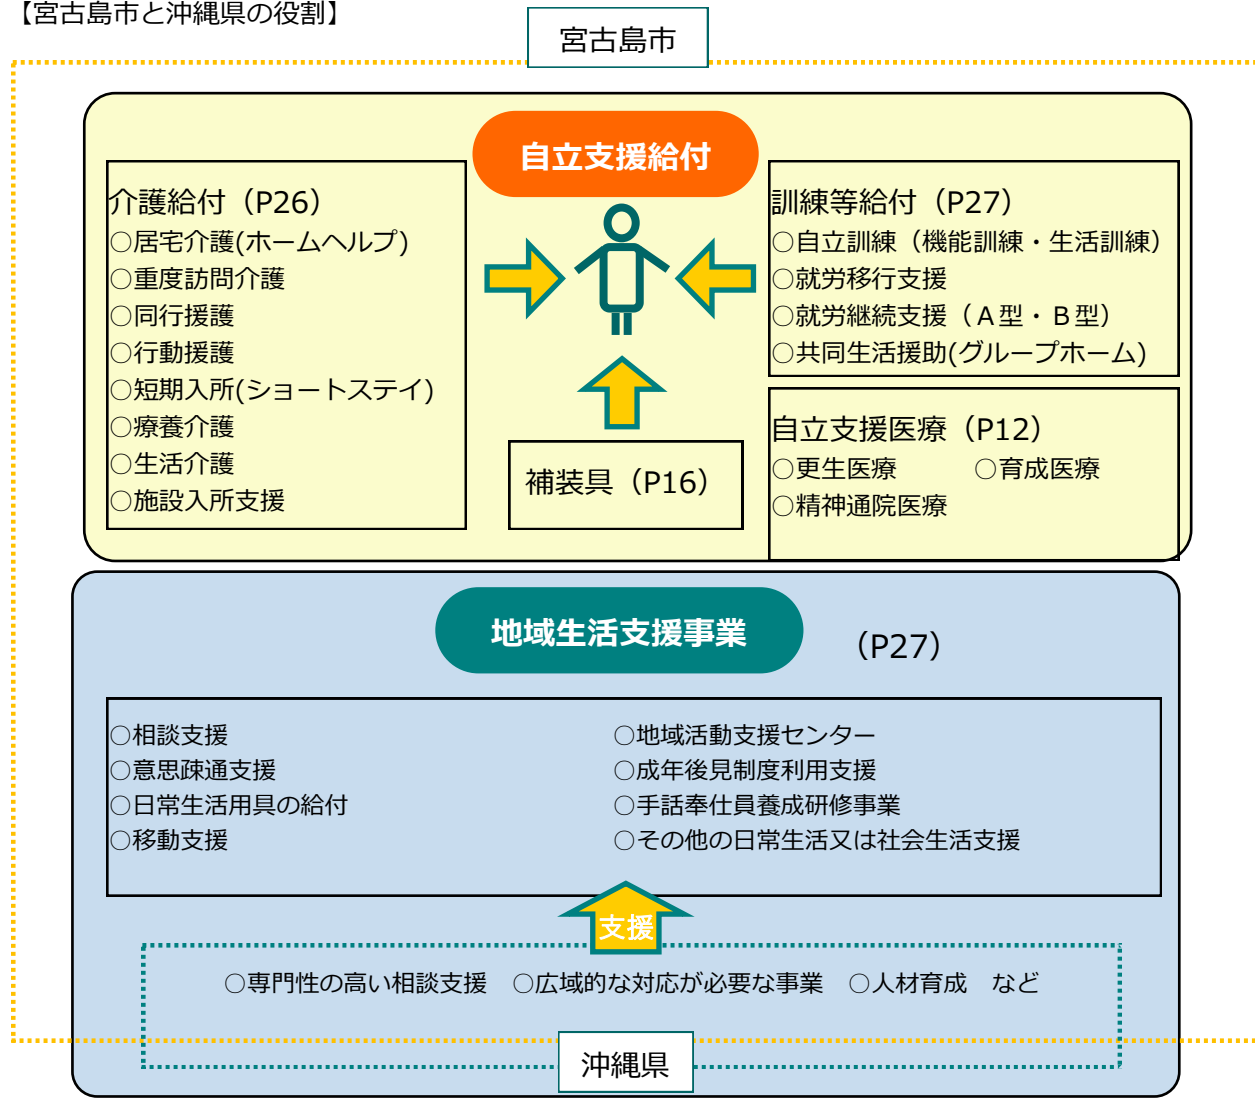 【宮古島市と沖縄県の役割】
宮古島市
自立支援給付
介護給付（P26）
○居宅介護(ホームヘルプ)
○重度訪問介護
○同行援護
○行動援護
○短期入所(ショートステイ)
○療養介護
○生活介護
○施設入所支援
訓練等給付（P27）
○自立訓練（機能訓練・生活訓練）
○就労移行支援
○就労継続支援（Ａ型・Ｂ型）
○共同生活援助(グループホーム)
補装具（P16）
自立支援医療（P12）
○更生医療　○育成医療
○精神通院医療
地域生活支援事業　（P27）
○相談支援
○意思疎通支援
○日常生活用具の給付
○移動支援
○地域活動支援センター
○成年後見制度利用支援
○手話奉仕員養成研修事業
○その他の日常生活又は社会生活支援
支援
○専門性の高い相談支援　○広域的な対応が必要な事業　○人材育成　など
沖縄県